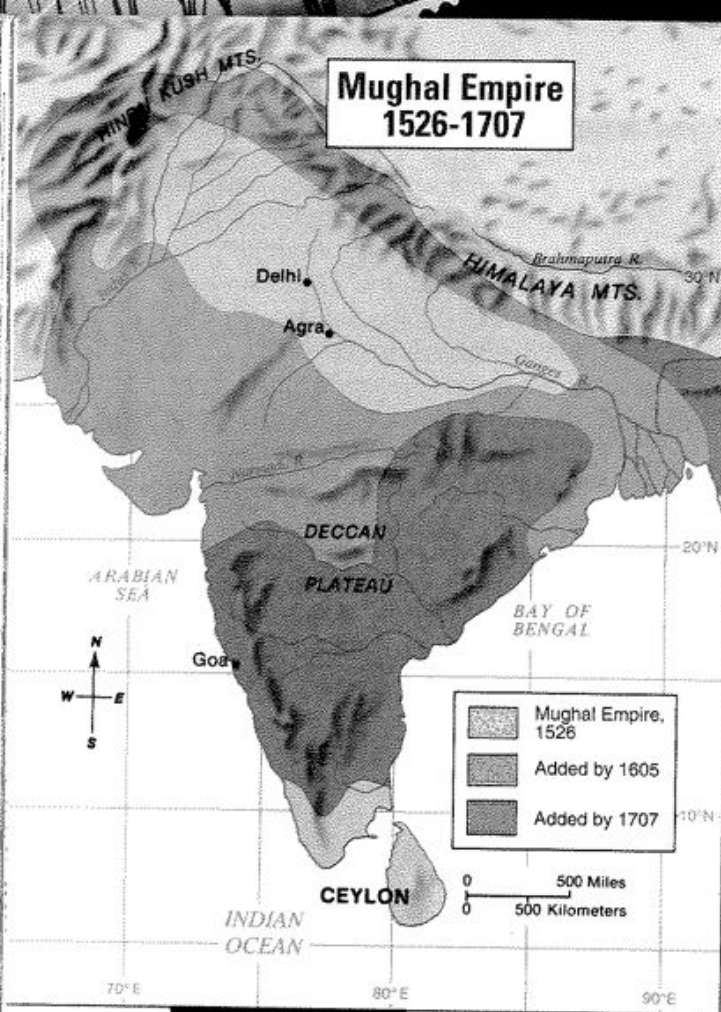 Mughal Empire
1526-1707
HINDU KUSH MTS.
Brahmaputra R.
30°N
HIMALAYA MTS.
Delhi
Agra
Ganges R.
R.
DECCAN
20°N
ARABIAN
SEA
PLATEAU
BAY OF
BENGAL
N
Goa
W E
S
Mughal Empire,
1526
Added by 1605
Added by 1707
10°N
0 500 Miles
CEYLON
0 500 Kilometers
INDIAN
OCEAN
70°E
80°E
90°E